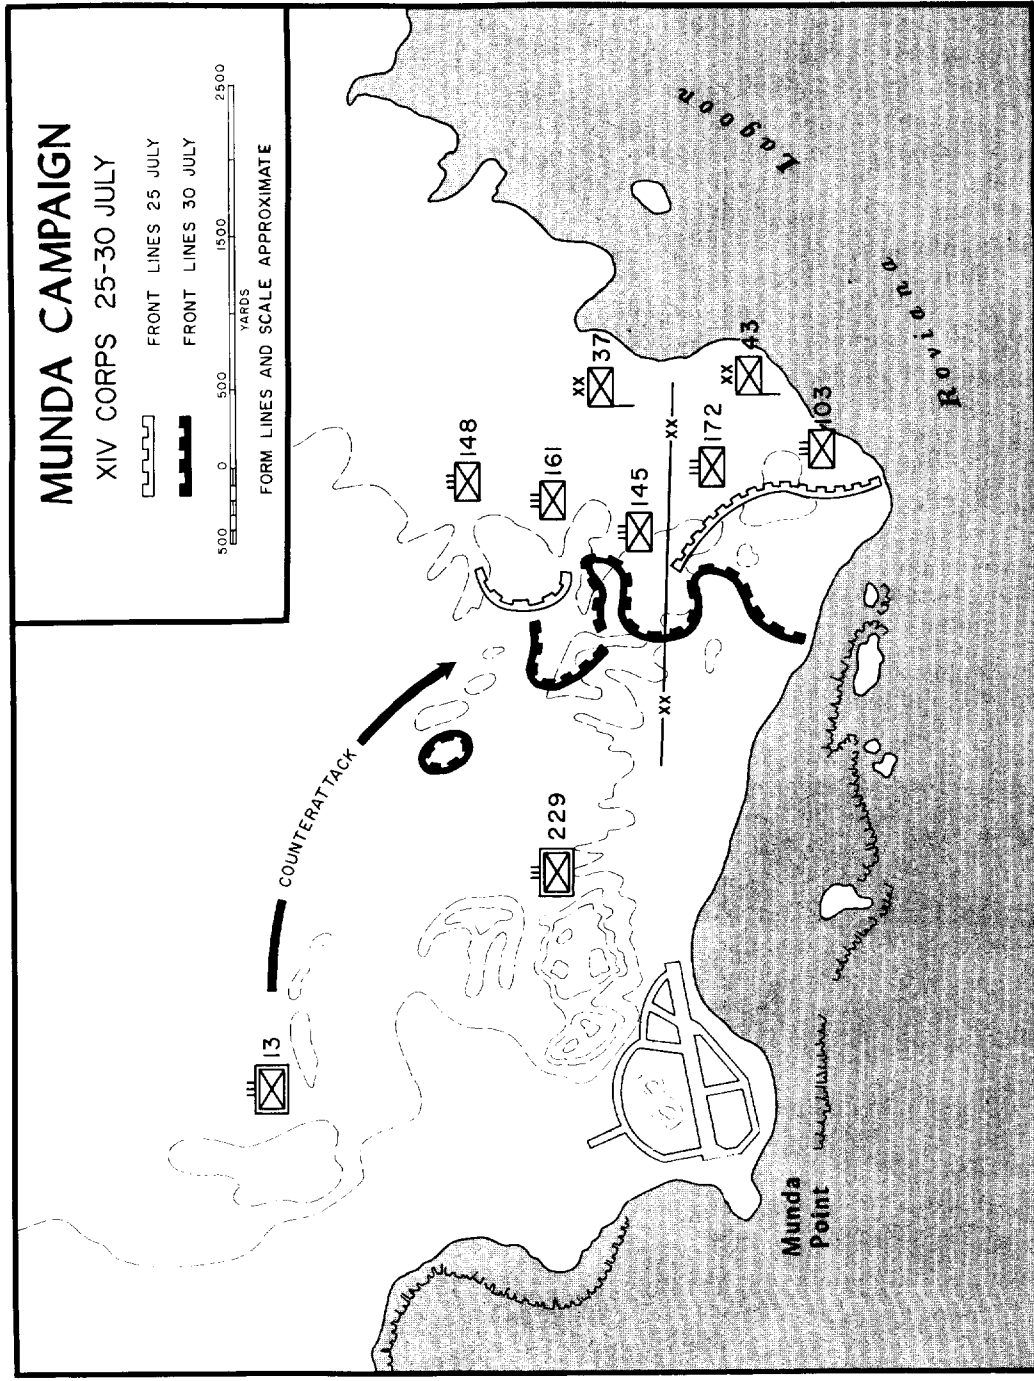 MUNDA CAMPAIGN
XIV CORPS 25-30 JULY
FRONT LINES 25 JULY
FRONT LINES 30 JULY
500 0 500 1500 2500
YARDS
FORM LINES AND SCALE APPROXIMATE
13
COUNTERATTACK
229
148
161
145
XX
37
XX
XX
172
XX
43
103
Munda
Point
Roviana
Lagoon